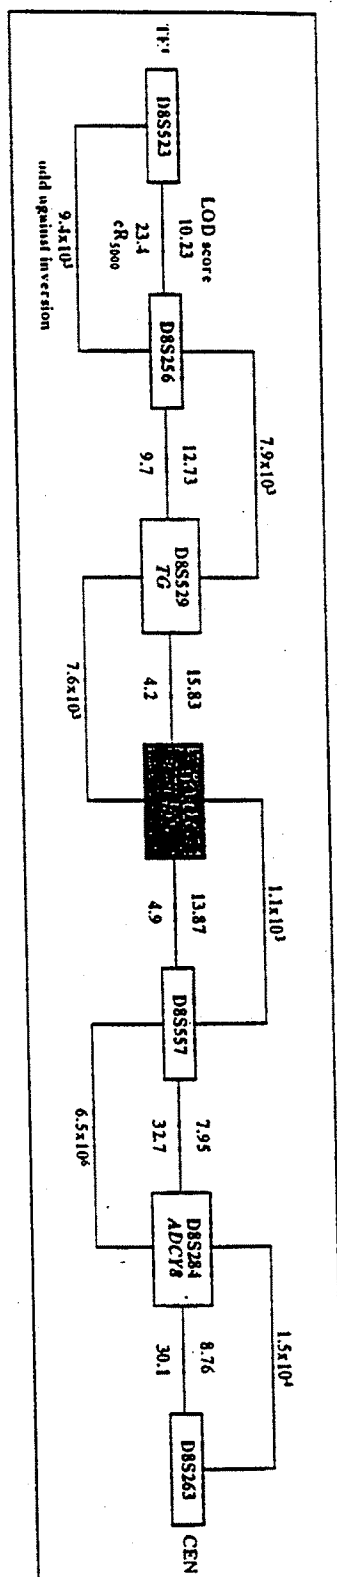 TEL
D8S523
LOD score
10.23
23.4
cR5000
9.4x10³
odd against inversion
D8S256
7.9x10³
12.73
9.7
D8S529
TG
15.83
4.2
7.6x10³
1.1x10³
13.87
4.9
D8S557
7.95
32.7
6.5x10⁶
D8S284
ADCY8
8.76
30.1
1.5x10⁴
D8S263
CEN